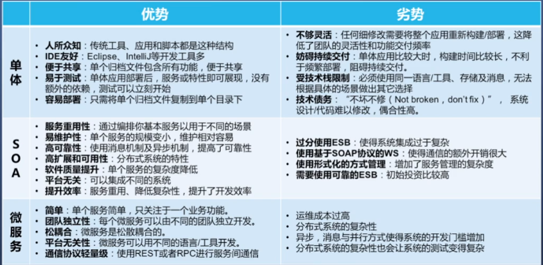 优势
劣势
单体
• 人所众知：传统工具、应用和脚本都是这种结构
• IDE友好：Eclipse、IntelliJ等开发工具多
• 便于共享：单个归档文件包含所有功能，便于共享
• 易于测试：单体应用部署后，服务或特性即可展现，没有
额外的依赖，测试可以立刻开始
• 容易部署：只需将单个归档文件复制到单个目录下
• 不够灵活：任何细修改需要将整个应用重新构建/部署，这降
低了团队的灵活性和功能交付频率
• 妨碍持续交付：单体应用比较大时，构建时间比较长，不利
于频繁部署，阻碍持续交付。
• 受技术栈限制：必须使用同一语言/工具、存储及消息，无法
根据具体的场景做出其它选择
• 技术债务：“不坏不修（Not broken，don't fix）”，系统
设计/代码难以修改，偶合性高。
SOA
• 服务重用性：通过编排基本服务以用于不同的场景
• 易维护性：单个服务的规模变小，维护相对容易
• 高可靠性：使用消息机制及异步机制，提高了可靠性
• 高扩展和可用性：分布式系统的特性
• 软件质量提升：单个服务的复杂度降低
• 平台无关：可以集成不同的系统
• 提升效率：服务重用、降低复杂性，提升了开发效率
• 过分使用ESB：使得系统集成过于复杂
• 使用基于SOAP协议的WS：使得通信的额外开销很大
• 使用形式化的方式管理：增加了服务管理的复杂度
• 需要使用可靠的ESB：初始投资比较高
微服务
• 简单：单个服务简单，只关注于一个业务功能。
• 团队独立性：每个微服务可以由不同的团队独立开发。
• 松耦合：微服务是松散耦合的。
• 平台无关性：微服务可以用不同的语言/工具开发。
• 通信协议轻量级：使用REST或者RPC进行服务间通信
• 运维成本过高
• 分布式系统的复杂性
• 异步，消息与并行方式使得系统的开发门槛增加
• 分布式系统的复杂性也会让系统的测试变得复杂